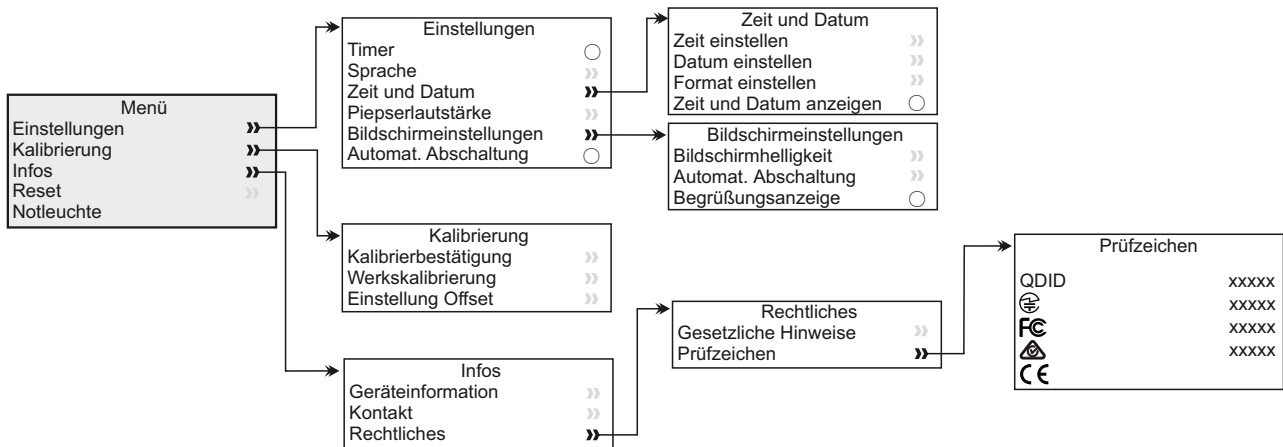 Menü
Einstellungen »
Kalibrierung »
Infos »
Reset »
Notleuchte
Einstellungen
Timer
Sprache »
Zeit und Datum »
Piepserlautstärke »
Bildschirmeinstellungen »
Automat. Abschaltung
Zeit und Datum
Zeit einstellen »
Datum einstellen »
Format einstellen »
Zeit und Datum anzeigen
Bildschirmeinstellungen
Bildschirmhelligkeit »
Automat. Abschaltung »
Begrüßungsanzeige
Kalibrierung
Kalibrierbestätigung »
Werkskalibrierung »
Einstellung Offset »
Infos
Geräteinformation »
Kontakt »
Rechtliches »
Rechtliches
Gesetzliche Hinweise »
Prüfzeichen »
Prüfzeichen
QDID xxxxx
xxxxx
FC xxxxx
xxxxx
CE